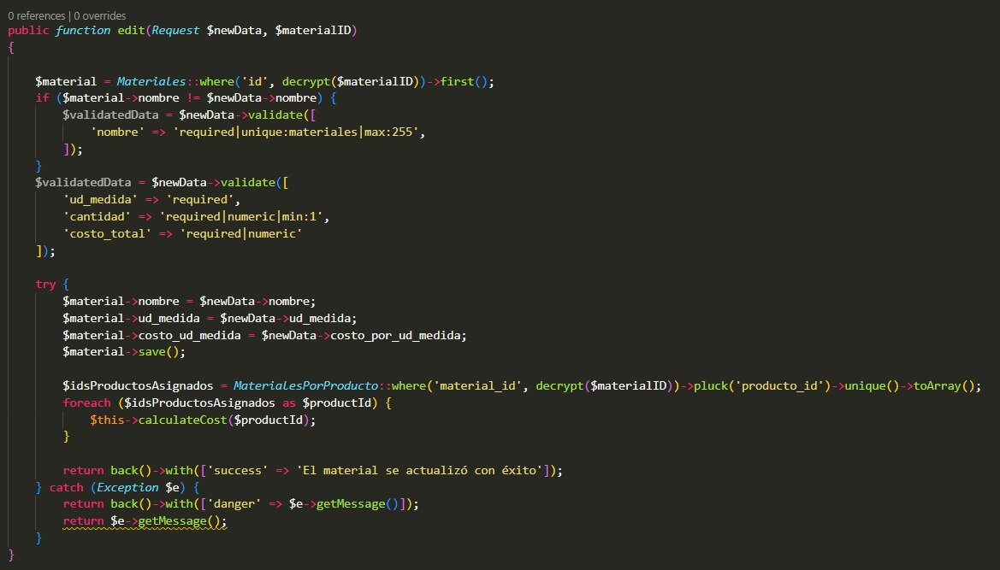 0 references | 0 overrides
public function edit(Request $newData, $materialID)
{
$material = Materiales::where('id', decrypt($materialID))->first();
if ($material->nombre != $newData->nombre) {
$validatedData = $newData->validate([
'nombre' => 'required|unique:materiales|max:255',
]);
}
$validatedData = $newData->validate([
'ud_medida' => 'required',
'cantidad' => 'required|numeric|min:1',
'costo_total' => 'required|numeric'
]);
try {
$material->nombre = $newData->nombre;
$material->ud_medida = $newData->ud_medida;
$material->costo_ud_medida = $newData->costo_por_ud_medida;
$material->save();
$idsProductosAsignados = MaterialesPorProducto::where('material_id', decrypt($materialID))->pluck('producto_id')->unique()->toArray();
foreach ($idsProductosAsignados as $productId) {
$this->calculateCost($productId);
}
return back()->with(['success' => 'El material se actualizó con éxito']);
} catch (Exception $e) {
return back()->with(['danger' => $e->getMessage()]);
return $e->getMessage();
}
}